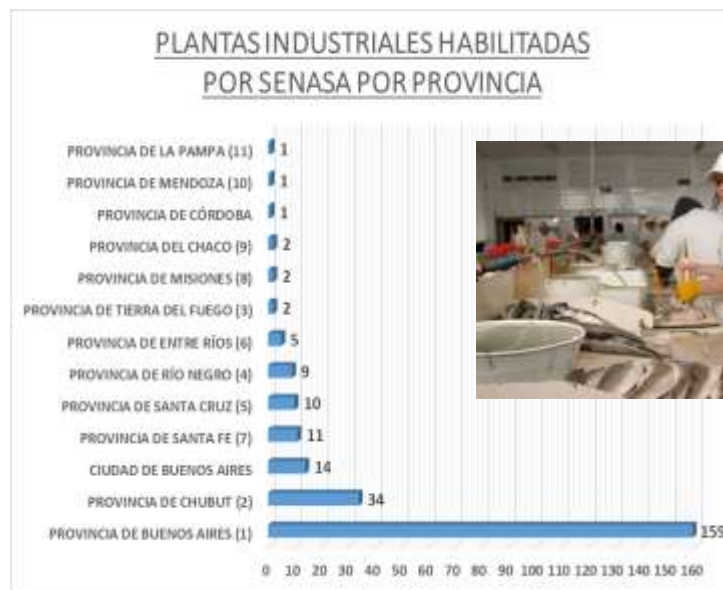 PLANTAS INDUSTRIALES HABILITADAS
POR SENASA POR PROVINCIA
PROVINCIA DE LA PAMPA (11) 1
PROVINCIA DE MENDOZA (10) 1
PROVINCIA DE CÓRDOBA 1
PROVINCIA DEL CHACO (9) 2
PROVINCIA DE MISIONES (8) 2
PROVINCIA DE TIERRA DEL FUEGO (3) 2
PROVINCIA DE ENTRE RÍOS (6) 5
PROVINCIA DE RÍO NEGRO (4) 9
PROVINCIA DE SANTA CRUZ (5) 10
PROVINCIA DE SANTA FE (7) 11
CIUDAD DE BUENOS AIRES 14
PROVINCIA DE CHUBUT (2) 34
PROVINCIA DE BUENOS AIRES (1) 159
0 10 20 30 40 50 60 70 80 90 100 110 120 130 140 150 160